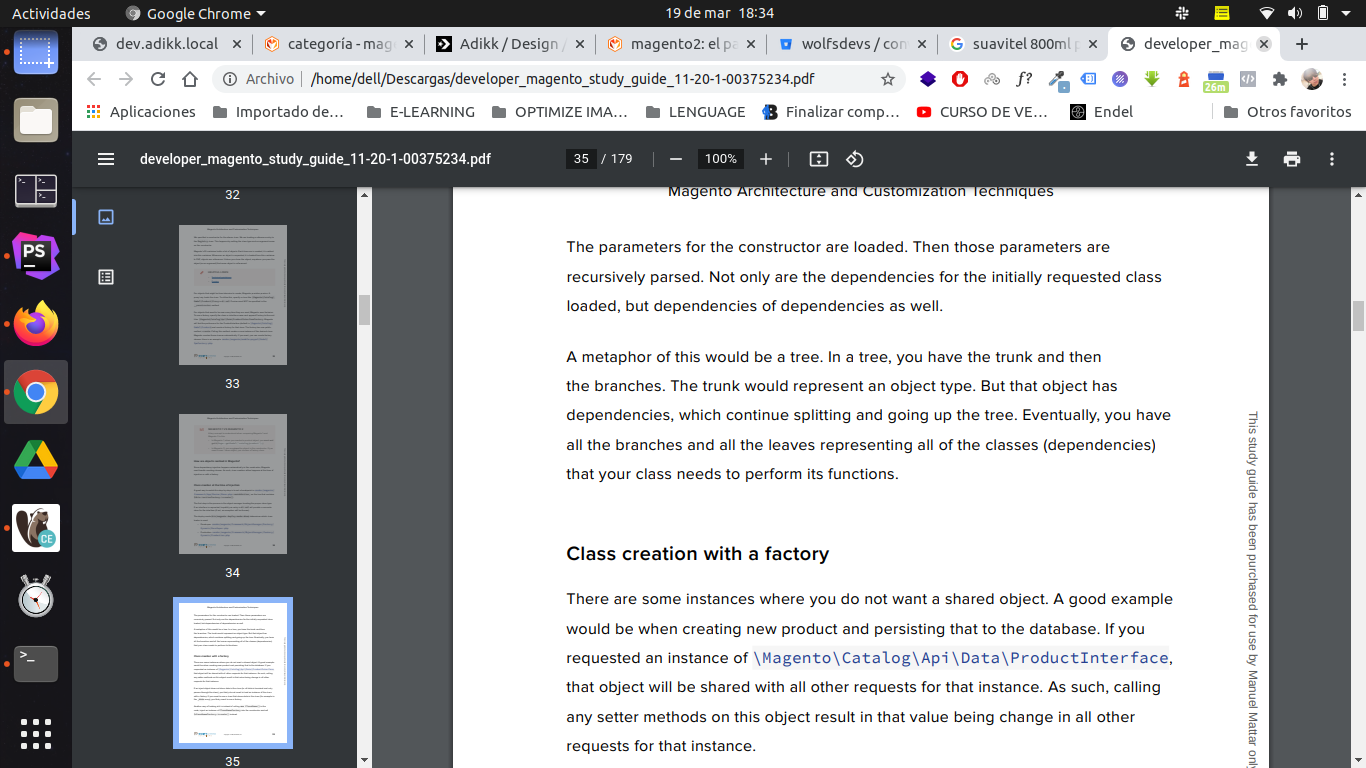 Actividades
Google Chrome
19 de mar 18:34
dev.adikk.local
categoría - mag
Adikk / Design /
magento2: el pa
wolfsdevs / con
suavitel 800ml p
developer_mag
Archivo
/home/dell/Descargas/developer_magento_study_guide_11-20-1-00375234.pdf
f?
26m
Aplicaciones
Importado de…
E-LEARNING
OPTIMIZE IMA…
LENGUAGE
Finalizar comp…
CURSO DE VE…
Endel
Otros favoritos
developer_magento_study_guide_11-20-1-00375234.pdf
35 / 179
100%
32
33
34
35
PS
CE
>_
Magento Architecture and Customization Techniques
The parameters for the constructor are loaded. Then those parameters are
recursively parsed. Not only are the dependences for the initially requested class
loaded, but dependencies of dependencies as well.
A metaphor of this would be a tree. In a tree, you have the trunk and then
the branches. The trunk would represent an object type. But that object has
dependencies, which continue splitting and going up the tree. Eventually, you have
all the branches and all the leaves representing all of the classes (dependencies)
that your class needs to perform its functions.
Class creation with a factory
There are some instances where you do not want a shared object. A good example
would be when creating new product and persisting that to the database. If you
requested an instance of \Magento\Catalog\Api\Data\ProductInterface,
that object will be shared with all other requests for that instance. As such, calling
any setter methods on this object result in that value being change in all other
requests for that instance.
This study guide has been purchased for use by Manuel Mattar only